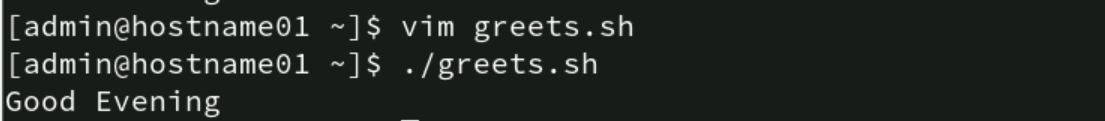 [admin@hostname01 ~]$ vim greets.sh
[admin@hostname01 ~]$ ./greets.sh
Good Evening